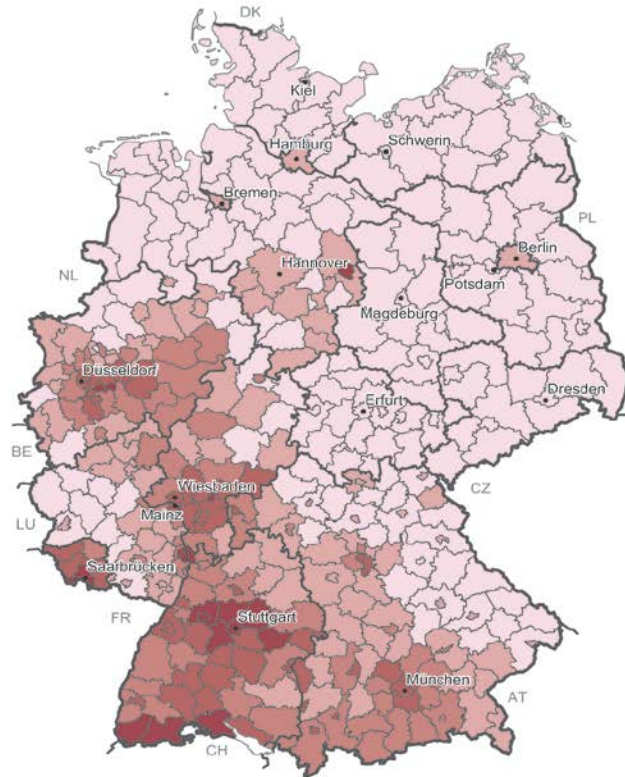 DK
Kiel
Hamburg
Schwerin
Bremen
PL
Berlin
NL
Hannover
Potsdam
Magdeburg
Düsseldorf
Erfurt
Dresden
BE
CZ
Wiesbaden
LU
Mainz
Saarbrücken
FR
Stuttgart
München
AT
CH